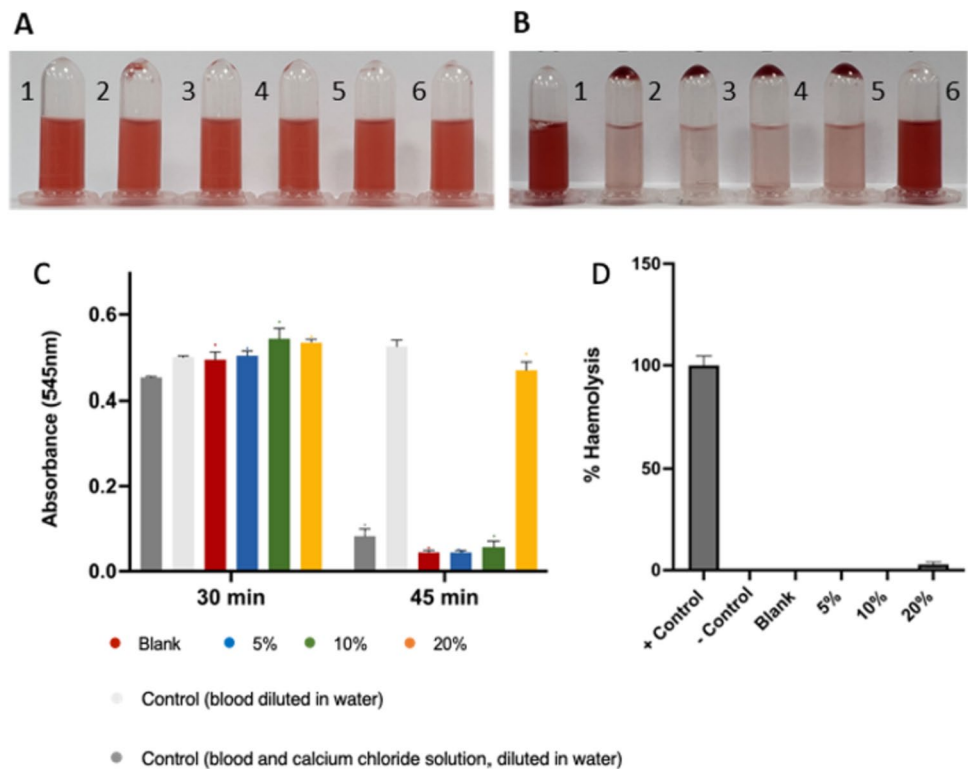 A
B
1 2 3 4 5 6
1 2 3 4 5 6
C
D
Absorbance (545nm)
0.6
0.4
0.2
0.0
30 min 45 min
Blank 5% 10% 20%
Control (blood diluted in water)
Control (blood and calcium chloride solution, diluted in water)
% Haemolysis
150
100
50
0
+ Control
- Control
Blank
5%
10%
20%